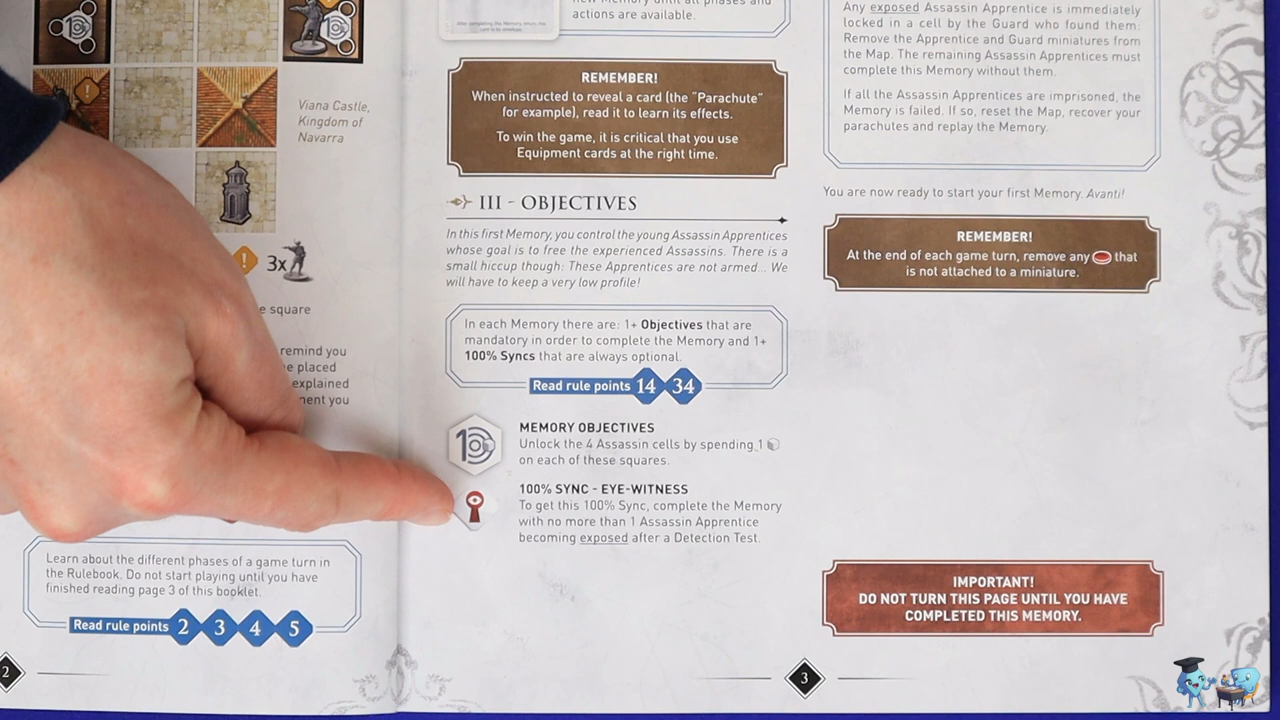 Viana Castle,
Kingdom of
Navarra
!
!
3x
e square
remind you
e placed
explained
nent you
Learn about the different phases of a game turn in
the Rulebook. Do not start playing until you have
finished reading page 3 of this booklet.
Read rule points 2 3 4 5
2
new Memory until all phases and
actions are available.
REMEMBER!
When instructed to reveal a card (the "Parachute"
for example), read it to learn its effects.
To win the game, it is critical that you use
Equipment cards at the right time.
III - OBJECTIVES
In this first Memory, you control the young Assassin Apprentices
whose goal is to free the experienced Assassins. There is a
small hiccup though: These Apprentices are not armed... We
will have to keep a very low profile!
In each Memory there are: 1+ Objectives that are
mandatory in order to complete the Memory and 1+
100% Syncs that are always optional.
Read rule points 14 34
1
MEMORY OBJECTIVES
Unlock the 4 Assassin cells by spending 1
on each of these squares.
100% SYNC - EYE-WITNESS
To get this 100% Sync, complete the Memory
with no more than 1 Assassin Apprentice
becoming exposed after a Detection Test.
Any exposed Assassin Apprentice is immediately
locked in a cell by the Guard who found them:
Remove the Apprentice and Guard miniatures from
the Map. The remaining Assassin Apprentices must
complete this Memory without them.
If all the Assassin Apprentices are imprisoned, the
Memory is failed. If so, reset the Map, recover your
parachutes and replay the Memory.
You are now ready to start your first Memory. Avanti!
REMEMBER!
At the end of each game turn, remove any that
is not attached to a miniature.
IMPORTANT!
DO NOT TURN THIS PAGE UNTIL YOU HAVE
COMPLETED THIS MEMORY.
3